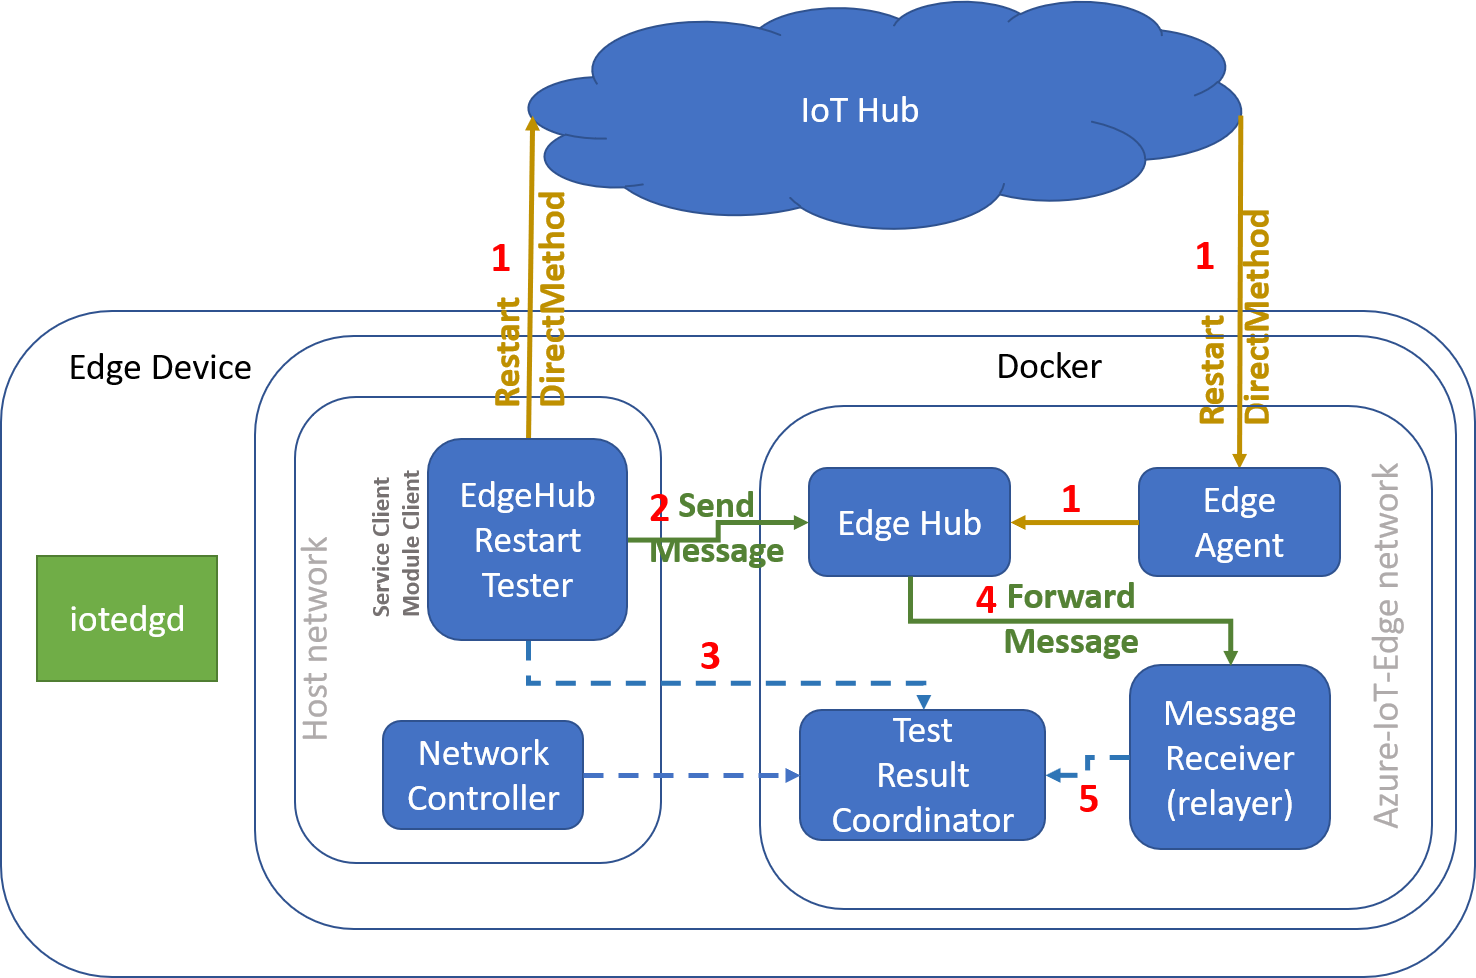 IoT Hub
1
Restart
DirectMethod
1
Restart
DirectMethod
Edge Device
Docker
Host network
Service Client
Module Client
EdgeHub
Restart
Tester
2 Send
Message
Edge Hub
1
Edge
Agent
Azure-IoT-Edge network
iotedgd
4 Forward
Message
3
Network
Controller
Test
Result
Coordinator
5
Message
Receiver
(relayer)